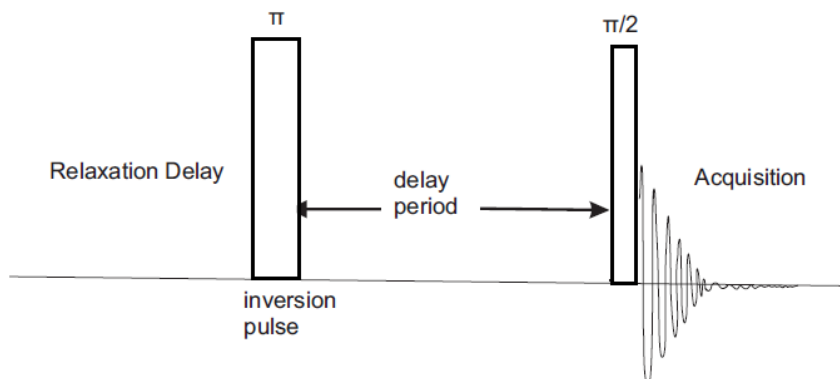 π
π/2
Relaxation Delay
delay
period
Acquisition
inversion
pulse